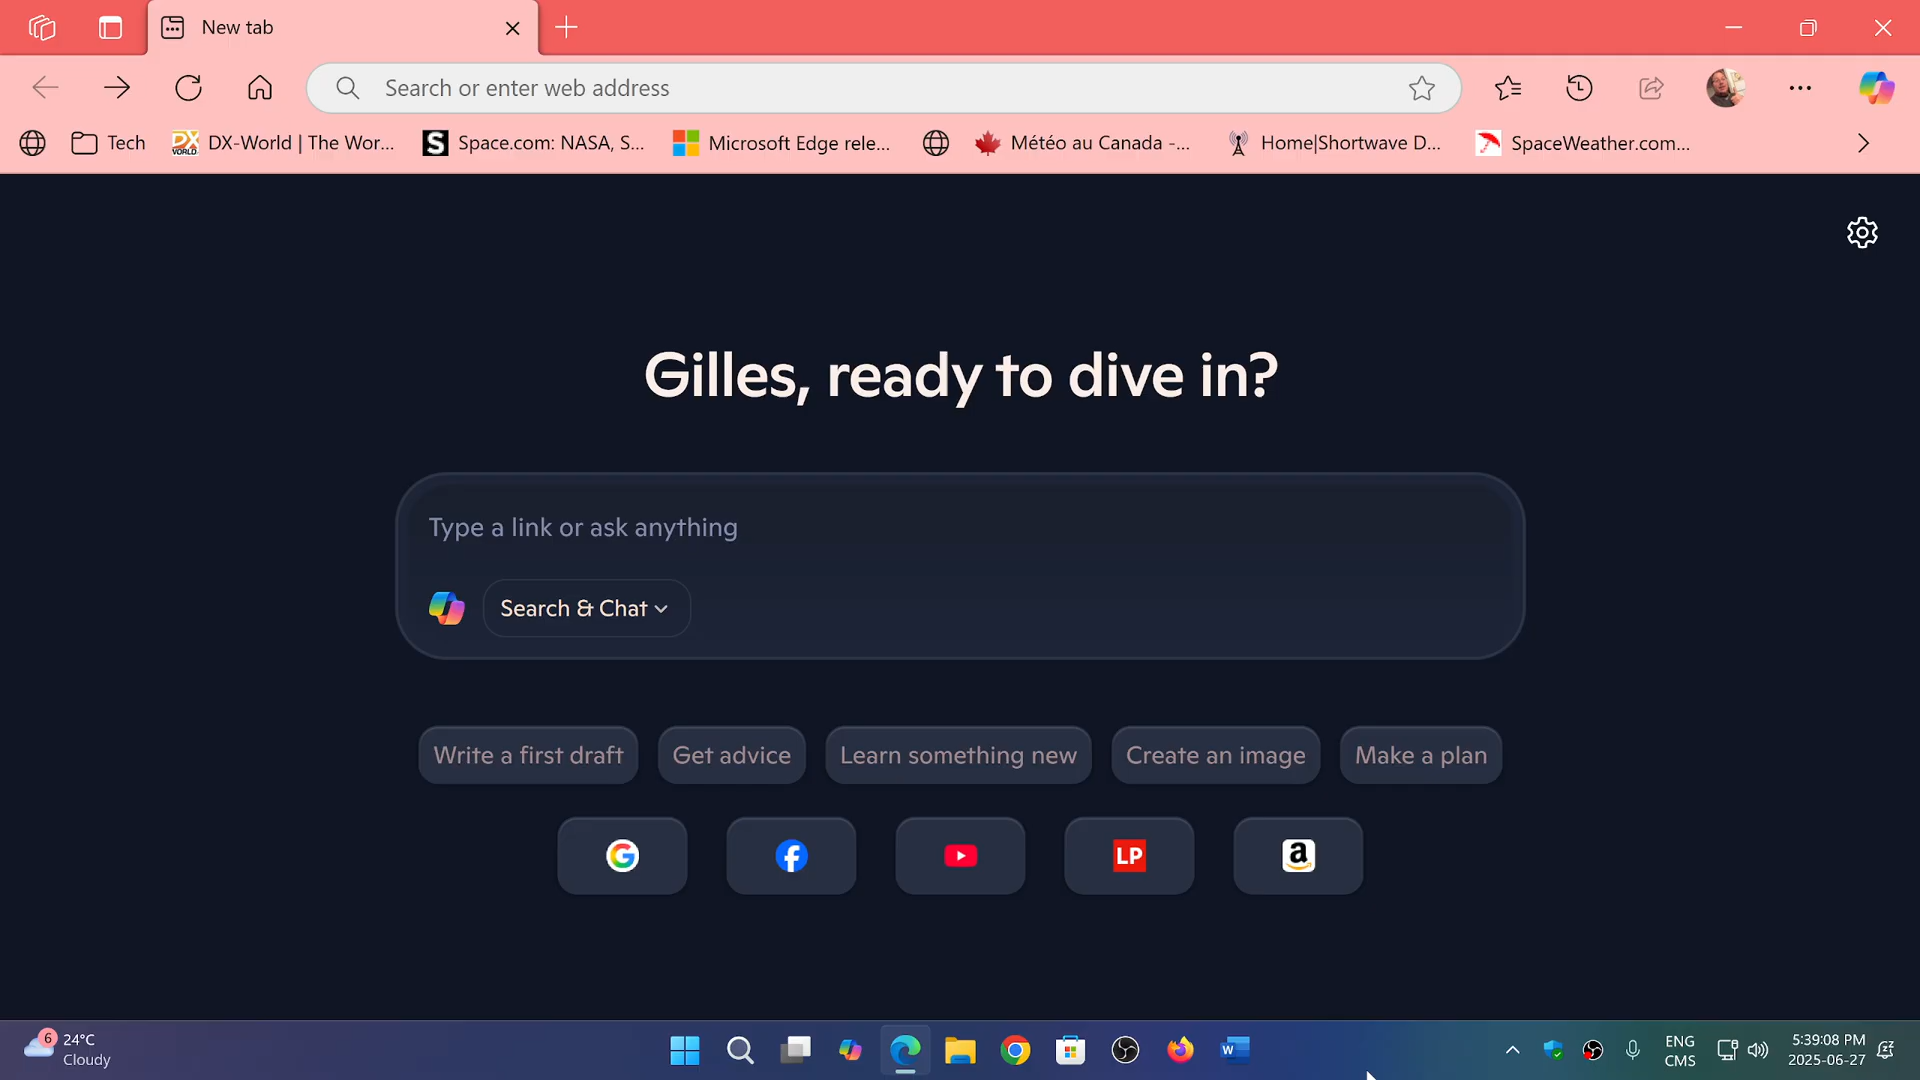 New tab
Search or enter web address
Tech
DX-World | The Wor...
Space.com: NASA, S...
Microsoft Edge rele...
Météo au Canada -...
Home|Shortwave D...
SpaceWeather.com...
Gilles, ready to dive in?
Type a link or ask anything
Search & Chat
Write a first draft
Get advice
Learn something new
Create an image
Make a plan
LP
6
24°C
Cloudy
ENG
CMS
5:39:08 PM
2025-06-27